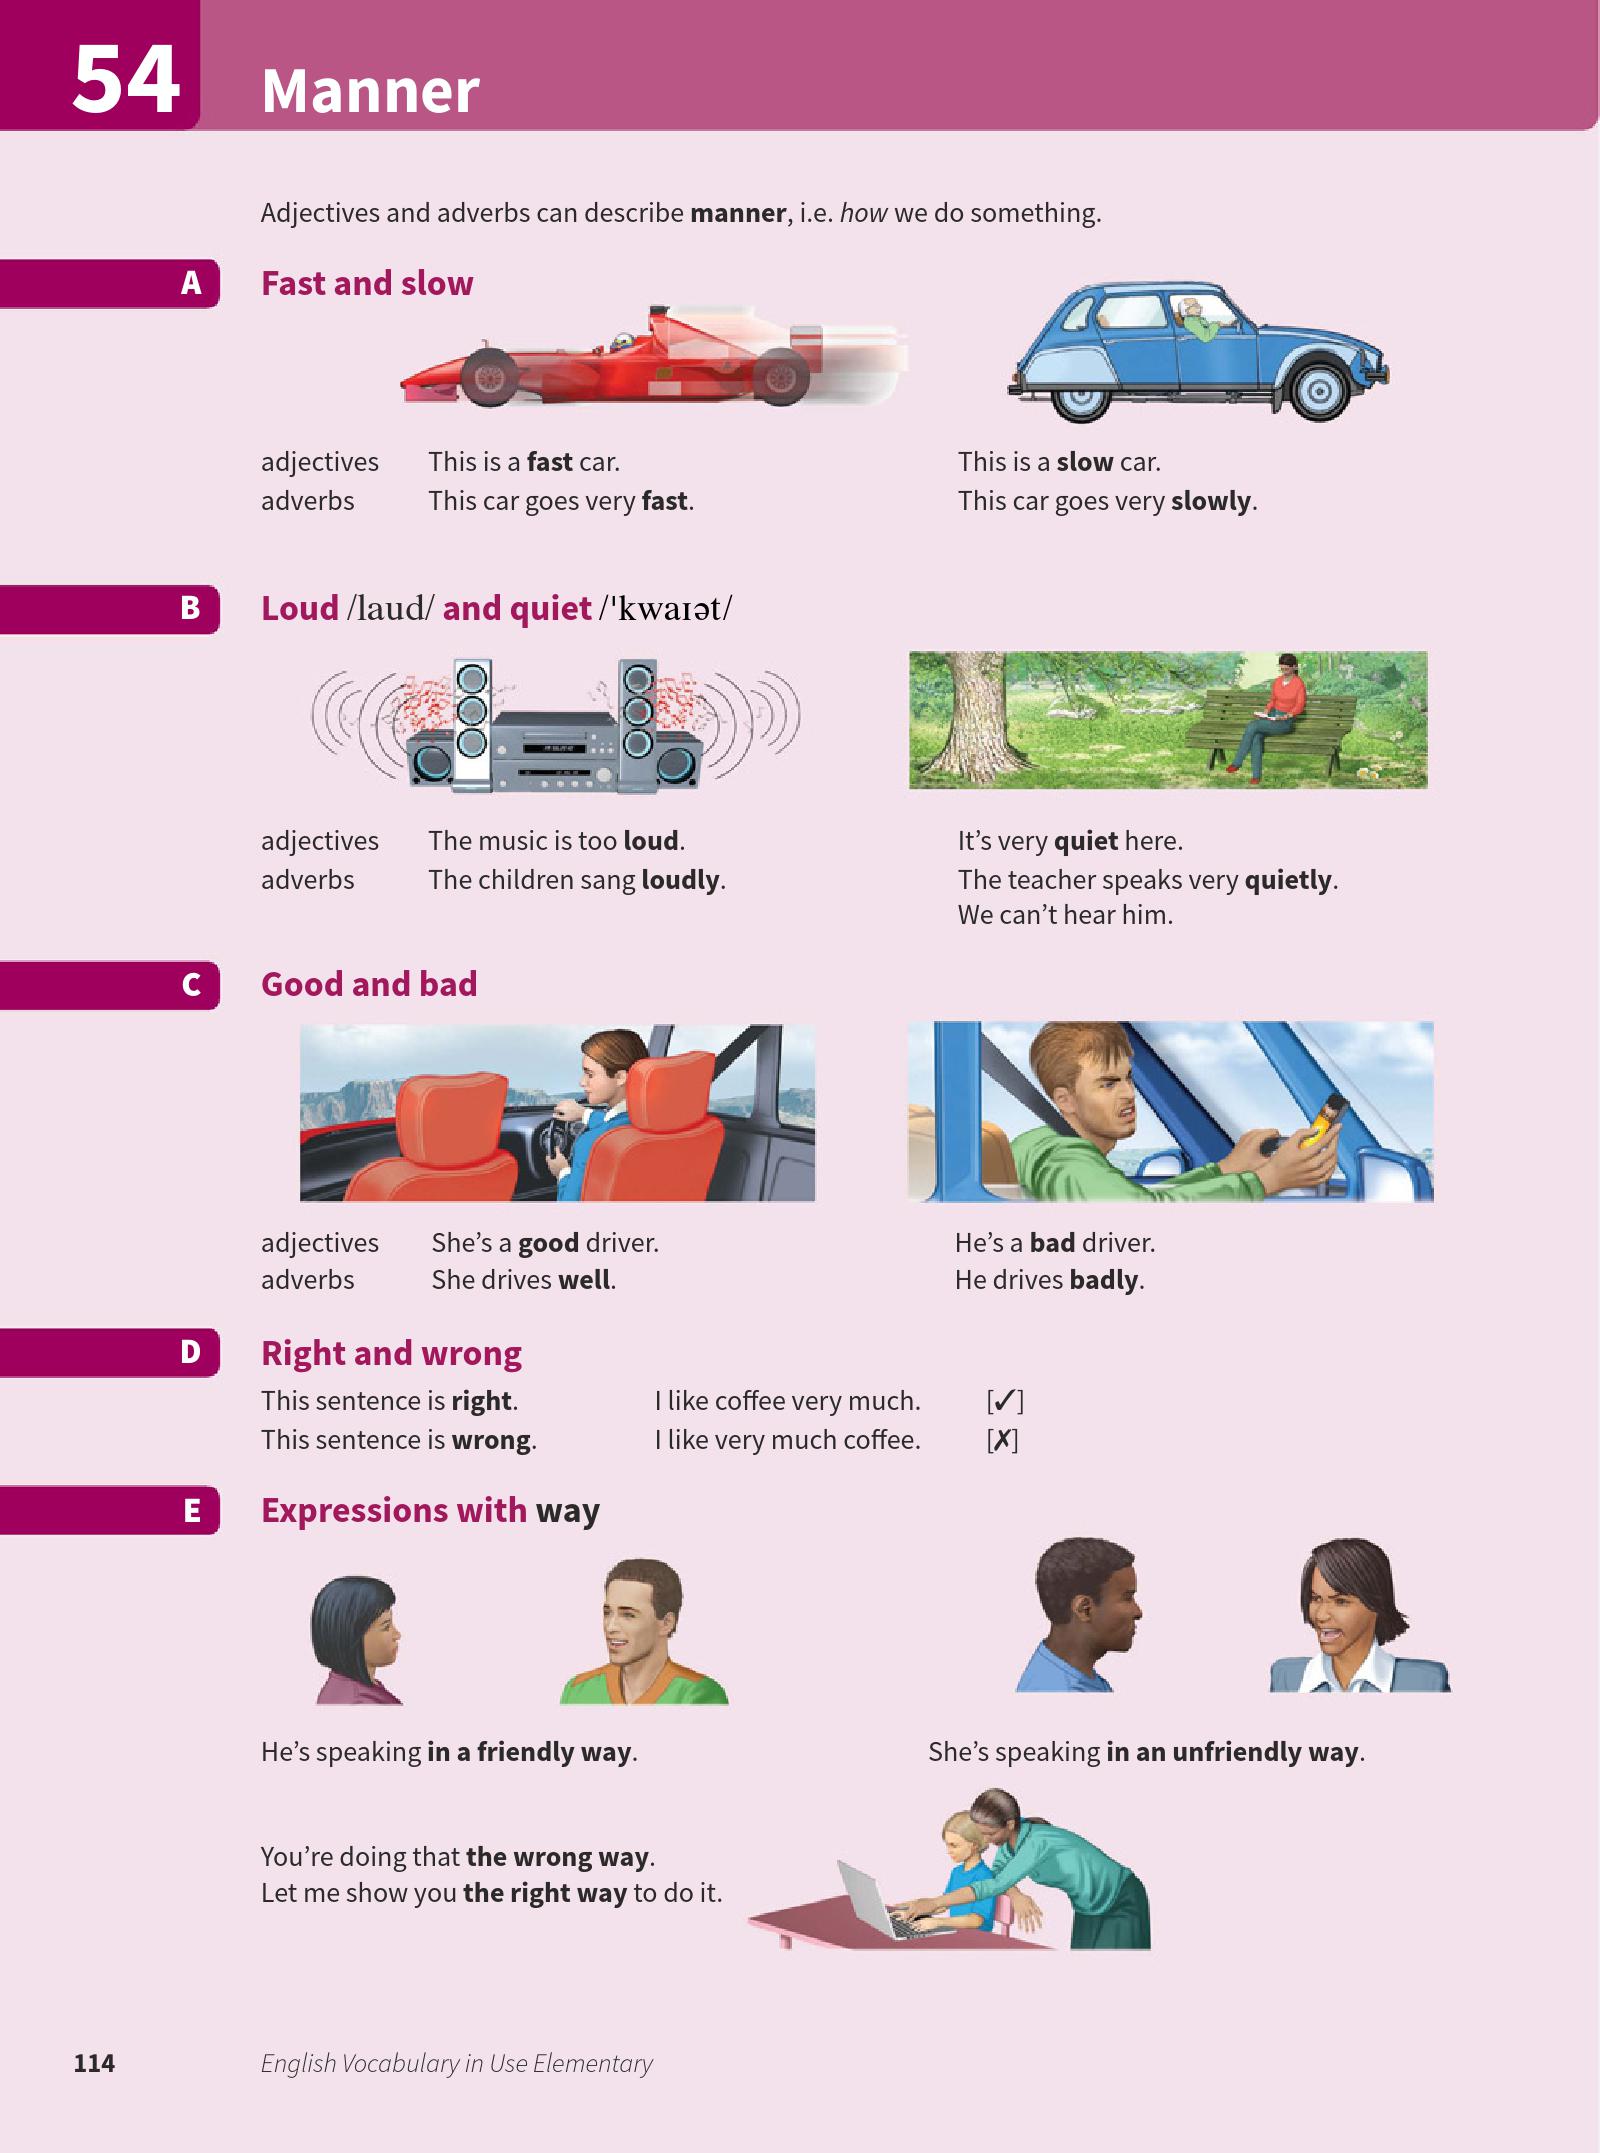 54 Manner
Adjectives and adverbs can describe manner, i.e. how we do something.
A Fast and slow
adjectives This is a fast car. This is a slow car.
adverbs This car goes very fast. This car goes very slowly.
B Loud /laud/ and quiet /ˈkwaɪət/
adjectives The music is too loud. It’s very quiet here.
adverbs The children sang loudly. The teacher speaks very quietly.
We can’t hear him.
C Good and bad
adjectives She’s a good driver. He’s a bad driver.
adverbs She drives well. He drives badly.
D Right and wrong
This sentence is right. I like coffee very much. [✓]
This sentence is wrong. I like very much coffee. [✗]
E Expressions with way
He’s speaking in a friendly way. She’s speaking in an unfriendly way.
You’re doing that the wrong way.
Let me show you the right way to do it.
114 English Vocabulary in Use Elementary